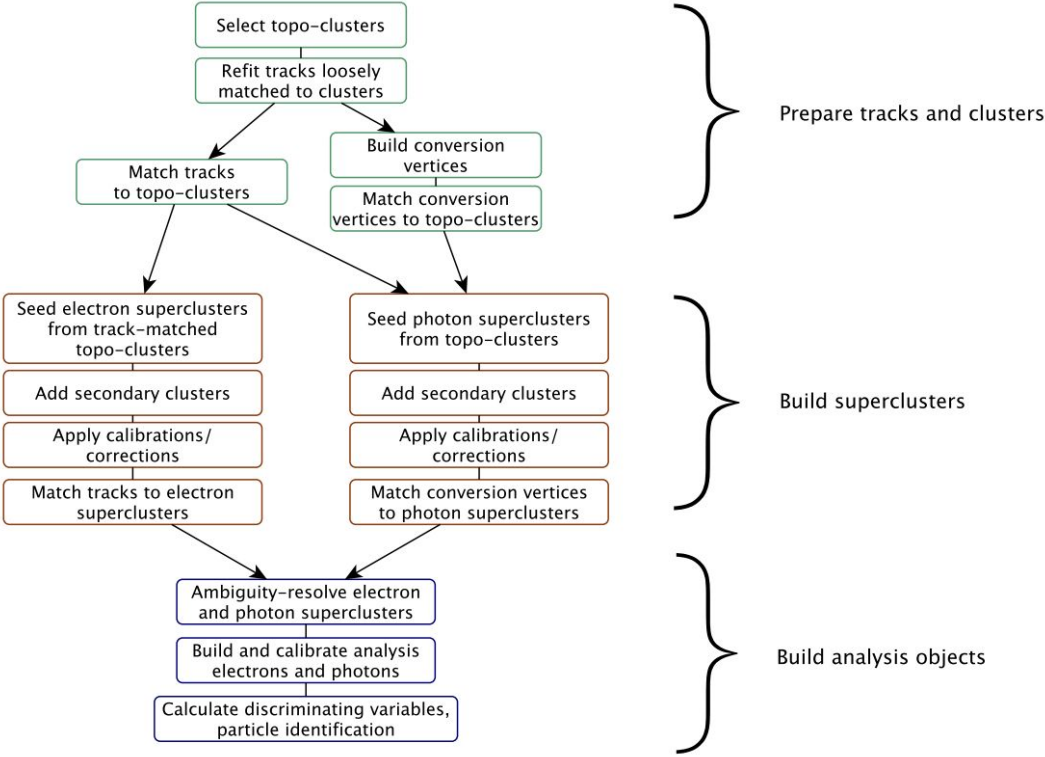 Select topo-clusters
Refit tracks loosely
matched to clusters
Prepare tracks and clusters
Build conversion
vertices
Match tracks
to topo-clusters
Match conversion
vertices to topo-clusters
Seed electron superclusters
from track-matched
topo-clusters
Seed photon superclusters
from topo-clusters
Add secondary clusters
Add secondary clusters
Build superclusters
Apply calibrations/
corrections
Apply calibrations/
corrections
Match tracks to electron
superclusters
Match conversion vertices
to photon superclusters
Ambiguity-resolve electron
and photon superclusters
Build and calibrate analysis
electrons and photons
Build analysis objects
Calculate discriminating variables,
particle identification